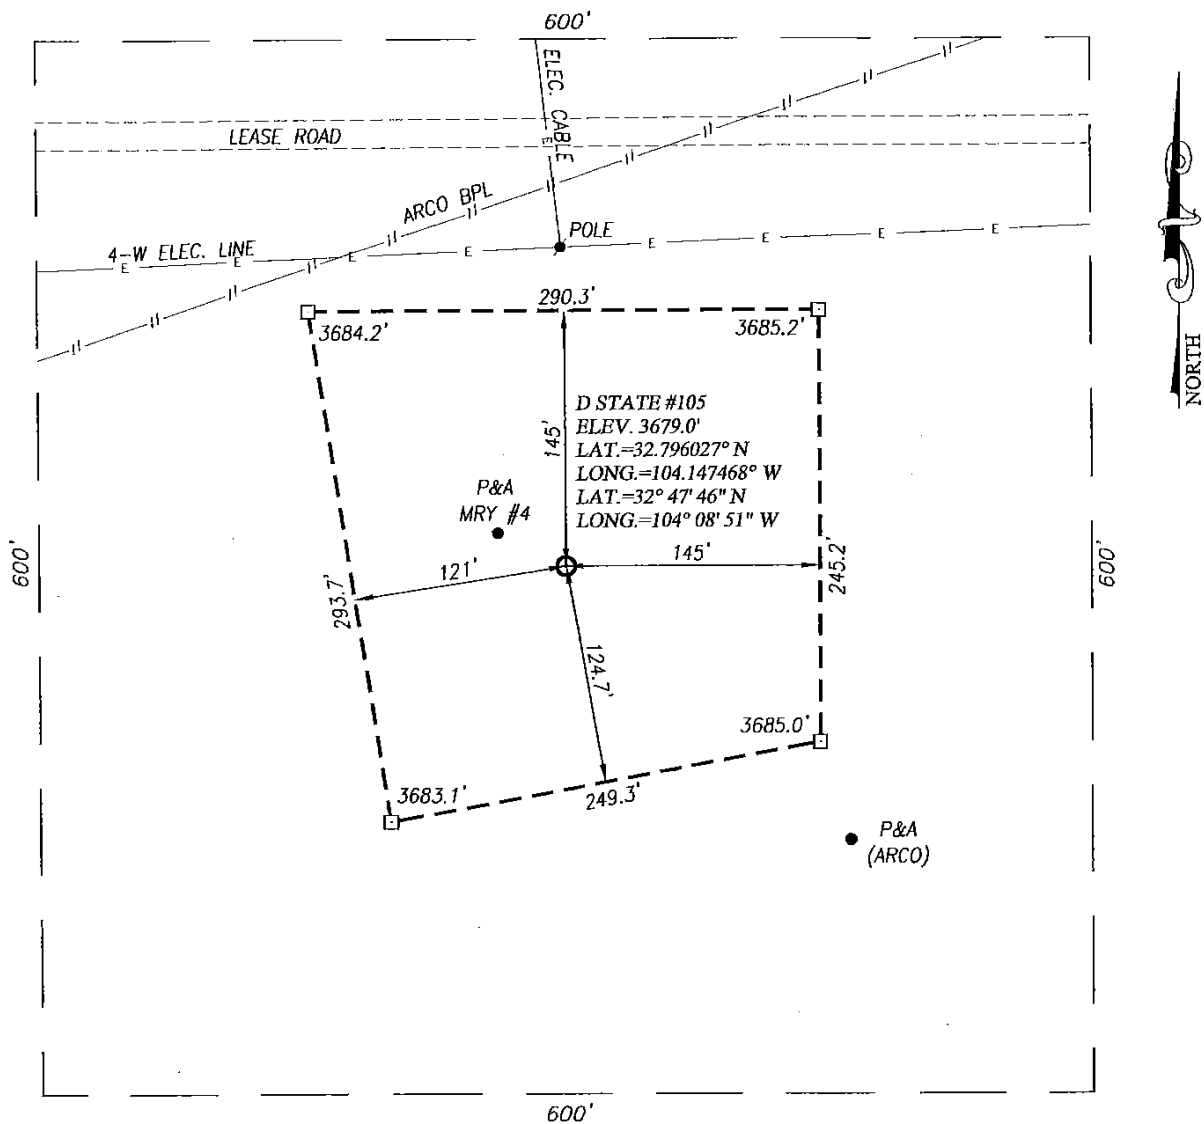 600'
ELEC. CABLE
E
LEASE ROAD
ARCO BPL
POLE
4-W ELEC. LINE
E E E E E E E E
NORTH
290.3'
3684.2'
3685.2'
D STATE #105
ELEV. 3679.0'
LAT.=32.796027° N
LONG.=104.147468° W
LAT.=32° 47' 46" N
LONG.=104° 08' 51" W
145'
P&A
MRY #4
600'
121'
145'
293.7'
245.2'
600'
124.7'
3685.0'
3683.1'
249.3'
P&A
(ARCO)
600'